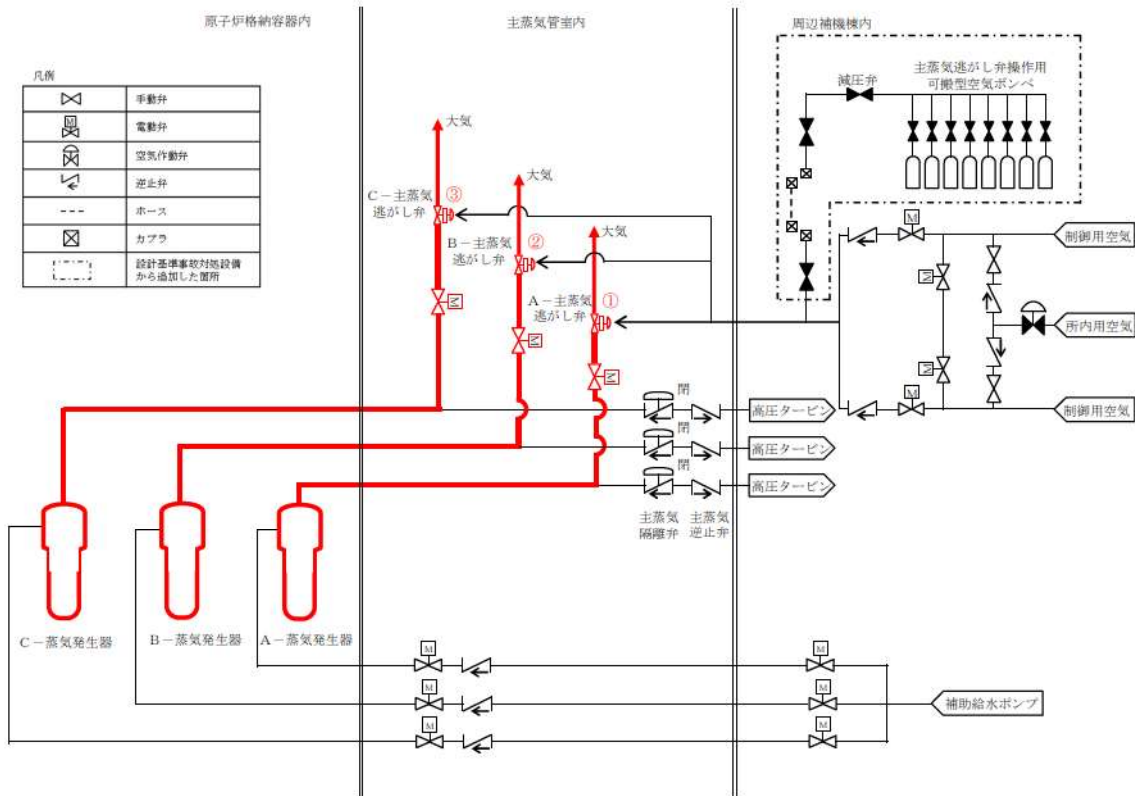 原子炉格納容器内
主蒸気管室内
周辺補機棟内
凡例
手動弁
M
電動弁
空気作動弁
逆止弁
ホース
カプラ
設計基準事故対処設備
から追加した箇所
減圧弁
主蒸気逃がし弁操作用
可搬型空気ボンベ
大気
C-主蒸気
逃がし弁
③
大気
B-主蒸気
逃がし弁
②
大気
A-主蒸気
逃がし弁
①
M
M
M
M
制御用空気
M
所内用空気
M
M
制御用空気
閉
高圧タービン
閉
高圧タービン
閉
高圧タービン
主蒸気
隔離弁
主蒸気
逆止弁
C-蒸気発生器
B-蒸気発生器
A-蒸気発生器
M
M
M
M
補助給水ポンプ
M
M